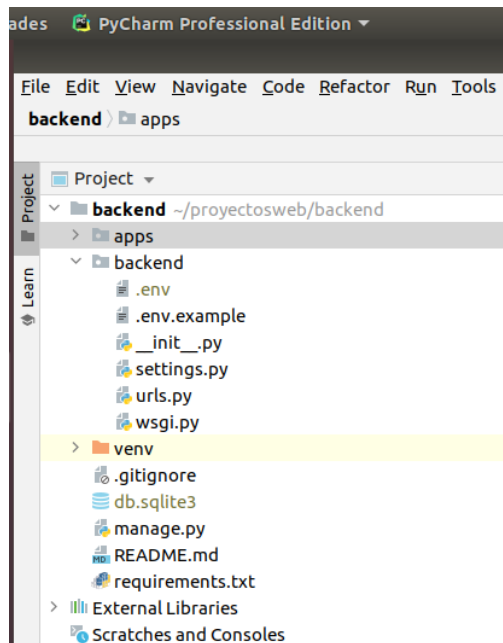 ades PyCharm Professional Edition
File Edit View Navigate Code Refactor Run Tools
backend apps
Project
Project
Learn
backend ~/proyectosweb/backend
apps
backend
.env
.env.example
__init__.py
settings.py
urls.py
wsgi.py
venv
.gitignore
db.sqlite3
manage.py
MD README.md
requirements.txt
External Libraries
Scratches and Consoles